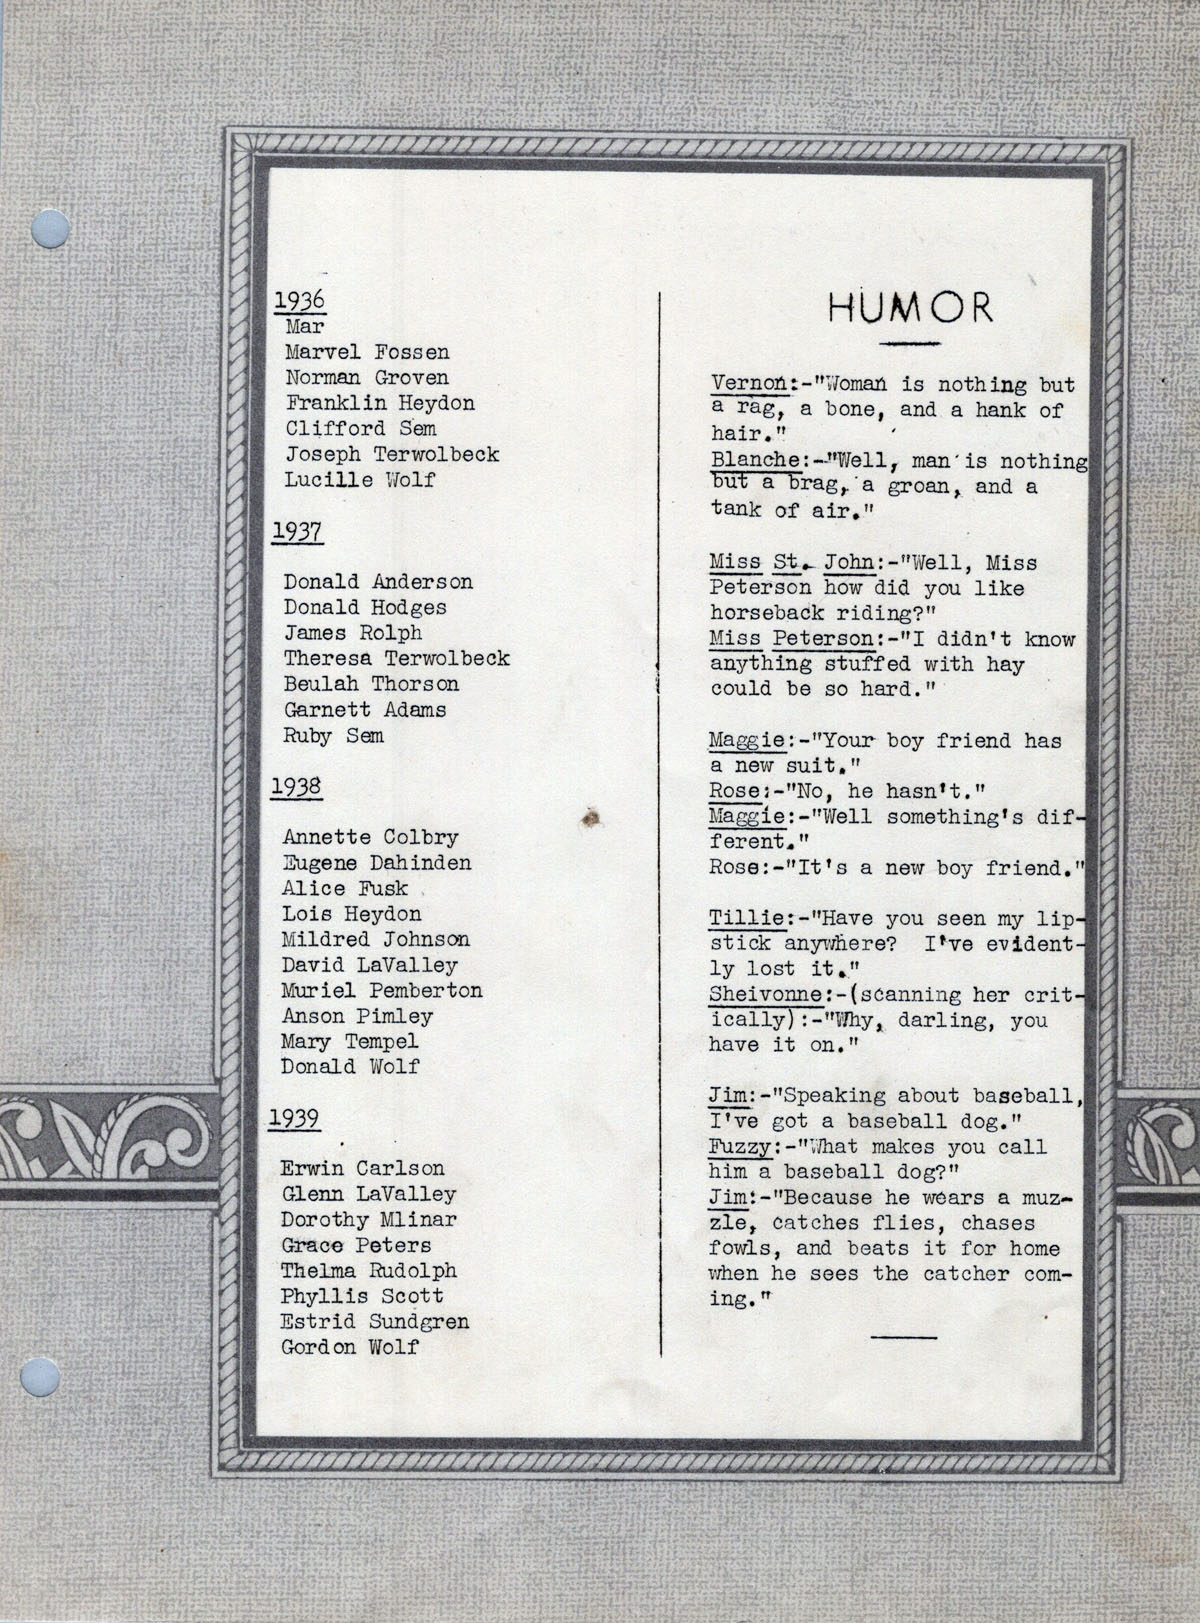 1936
Mar
Marvel Fossen
Norman Groven
Franklin Heydon
Clifford Sem
Joseph Terwolbeck
Lucille Wolf
1937
Donald Anderson
Donald Hodges
James Rolph
Theresa Terwolbeck
Beulah Thorson
Garnett Adams
Ruby Sem
1938
Annette Colbry
Eugene Dahinden
Alice Fusk
Lois Heydon
Mildred Johnson
David LaValley
Muriel Pemberton
Anson Pimley
Mary Tempel
Donald Wolf
1939
Erwin Carlson
Glenn LaValley
Dorothy Mlinar
Grace Peters
Thelma Rudolph
Phyllis Scott
Estrid Sundgren
Gordon Wolf
HUMOR
Vernon:-"Woman is nothing but
a rag, a bone, and a hank of
hair."
Blanche:-"Well, man is nothing
but a brag, a groan, and a
tank of air."
Miss St. John:-"Well, Miss
Peterson how did you like
horseback riding?"
Miss Peterson:-"I didn't know
anything stuffed with hay
could be so hard."
Maggie:-"Your boy friend has
a new suit."
Rose:-"No, he hasn't."
Maggie:-"Well something's dif-
ferent."
Rose:-"It's a new boy friend."
Tillie:-"Have you seen my lip-
stick anywhere? I've evident-
ly lost it."
Sheivonne:-(scanning her crit-
ically):-"Why, darling, you
have it on."
Jim:-"Speaking about baseball,
I've got a baseball dog."
Fuzzy:-"What makes you call
him a baseball dog?"
Jim:-"Because he wears a muz-
zle, catches flies, chases
fowls, and beats it for home
when he sees the catcher com-
ing."